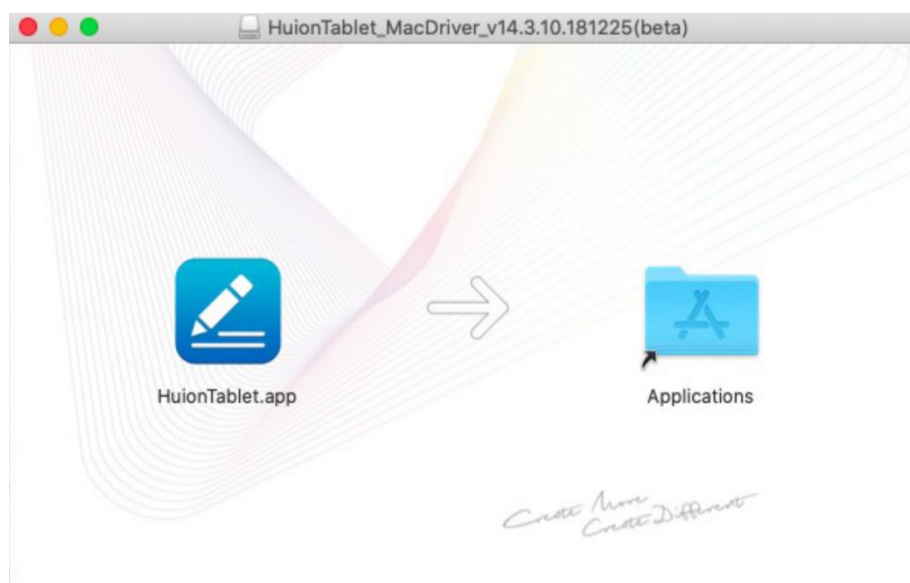 HuionTablet_MacDriver_v14.3.10.181225(beta)
HuionTablet.app
Applications
Create More
Create Different